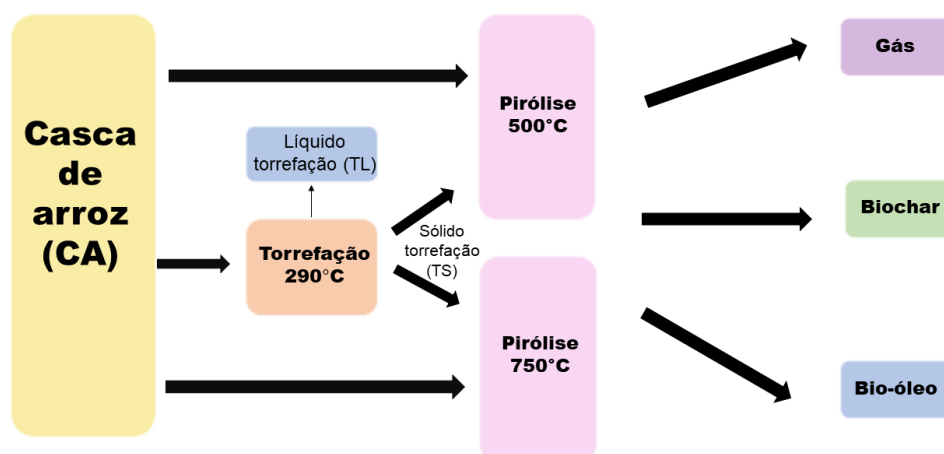 Casca
de
arroz
(CA)
Líquido
torrefação (TL)
Torrefação
290°C
Sólido
torrefação
(TS)
Pirólise
500°C
Pirólise
750°C
Gás
Biochar
Bio-óleo